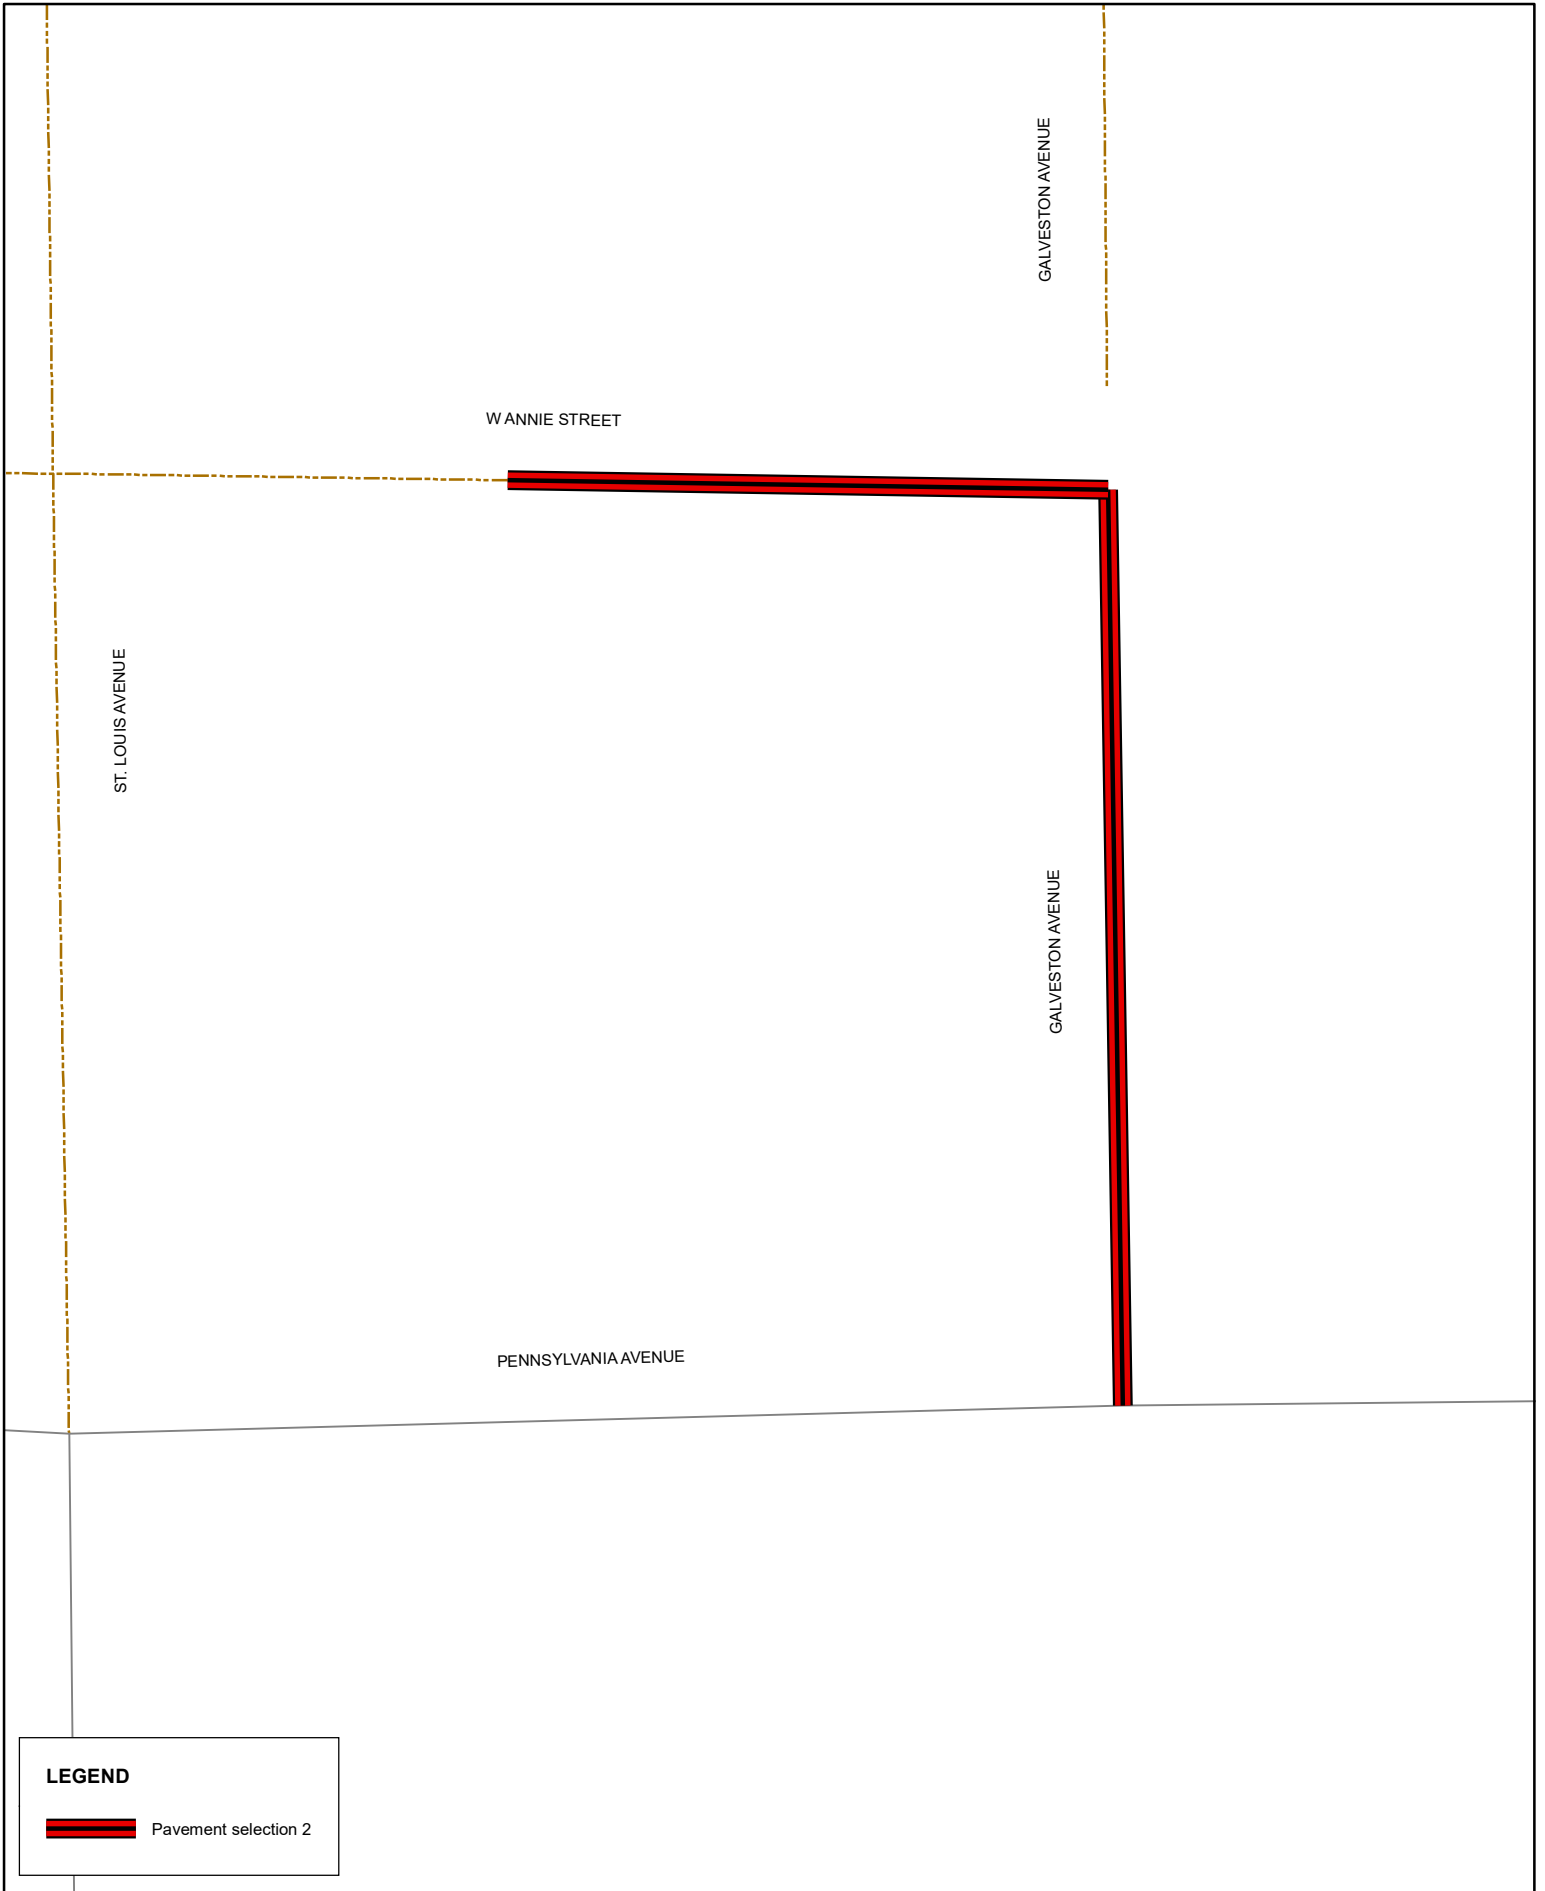 GALVESTON AVENUE
W ANNIE STREET
ST. LOUIS AVENUE
GALVESTON AVENUE
PENNSYLVANIA AVENUE
LEGEND
Pavement selection 2